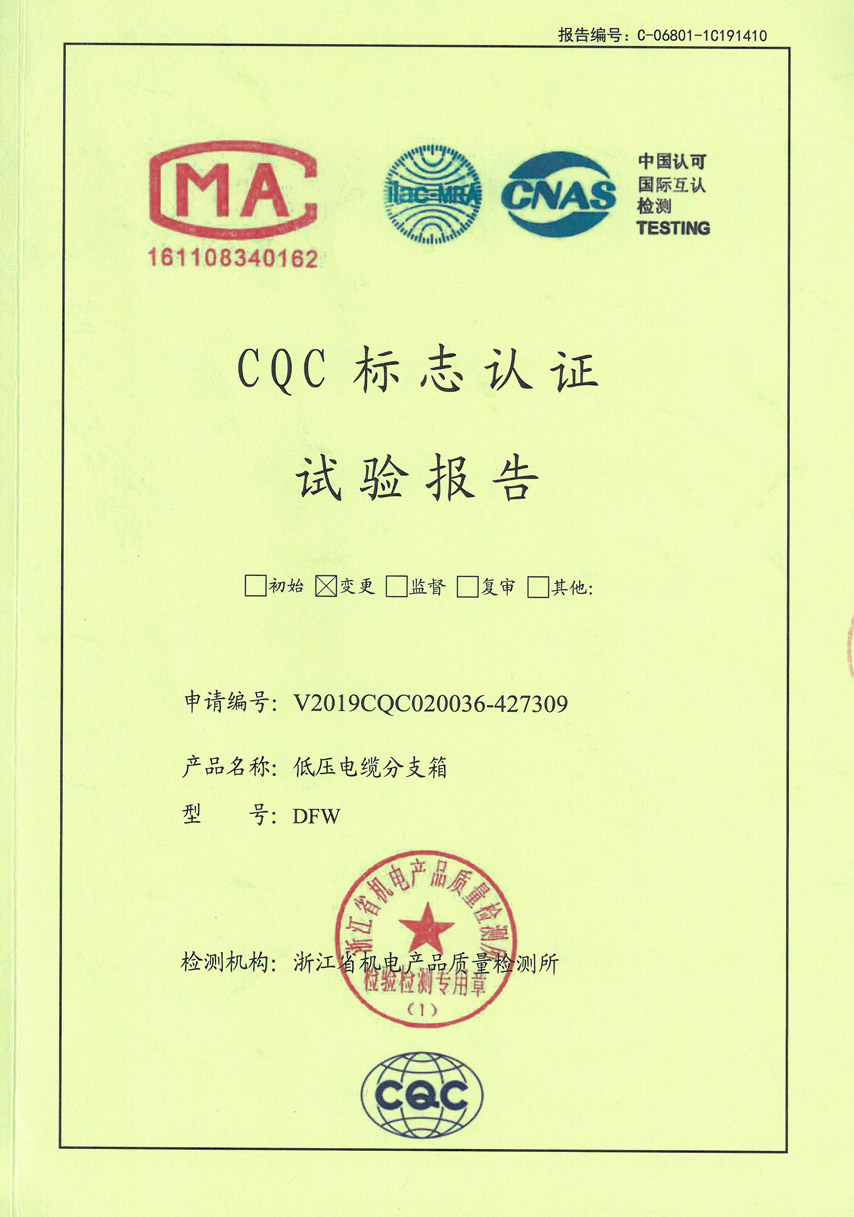 报告编号：C-06801-1C191410
MA
161108340162
ilac-MRA
CNAS
中国认可
国际互认
检测
TESTING
CQC 标志认证
试验报告
□初始 ☒变更 □监督 □复审 □其他：
申请编号：V2019CQC020036-427309
产品名称：低压电缆分支箱
型 号：DFW
浙江省机电产品质量检测所
检测机构：浙江省机电产品质量检测所
检验检测专用章
（1）
CQC